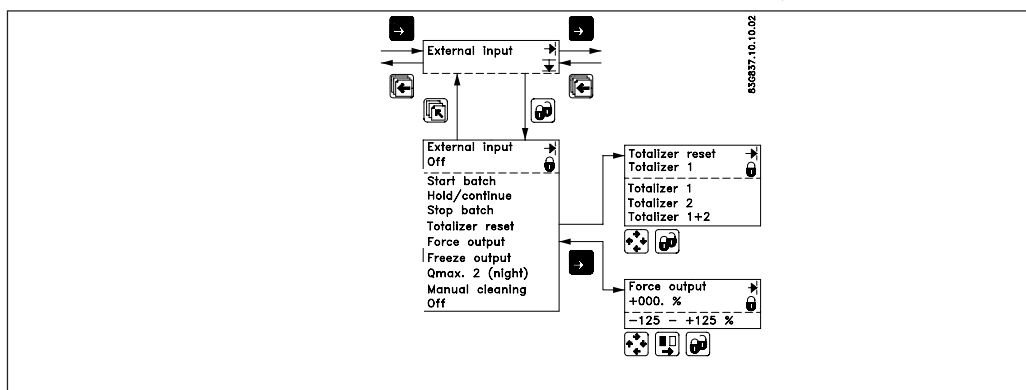 External input
83G837.10.10.02
External input
Off
Start batch
Hold/continue
Stop batch
Totalizer reset
Force output
Freeze output
Qmax. 2 (night)
Manual cleaning
Off
Totalizer reset
Totalizer 1
Totalizer 1
Totalizer 2
Totalizer 1+2
Force output
+000. %
-125 - +125 %